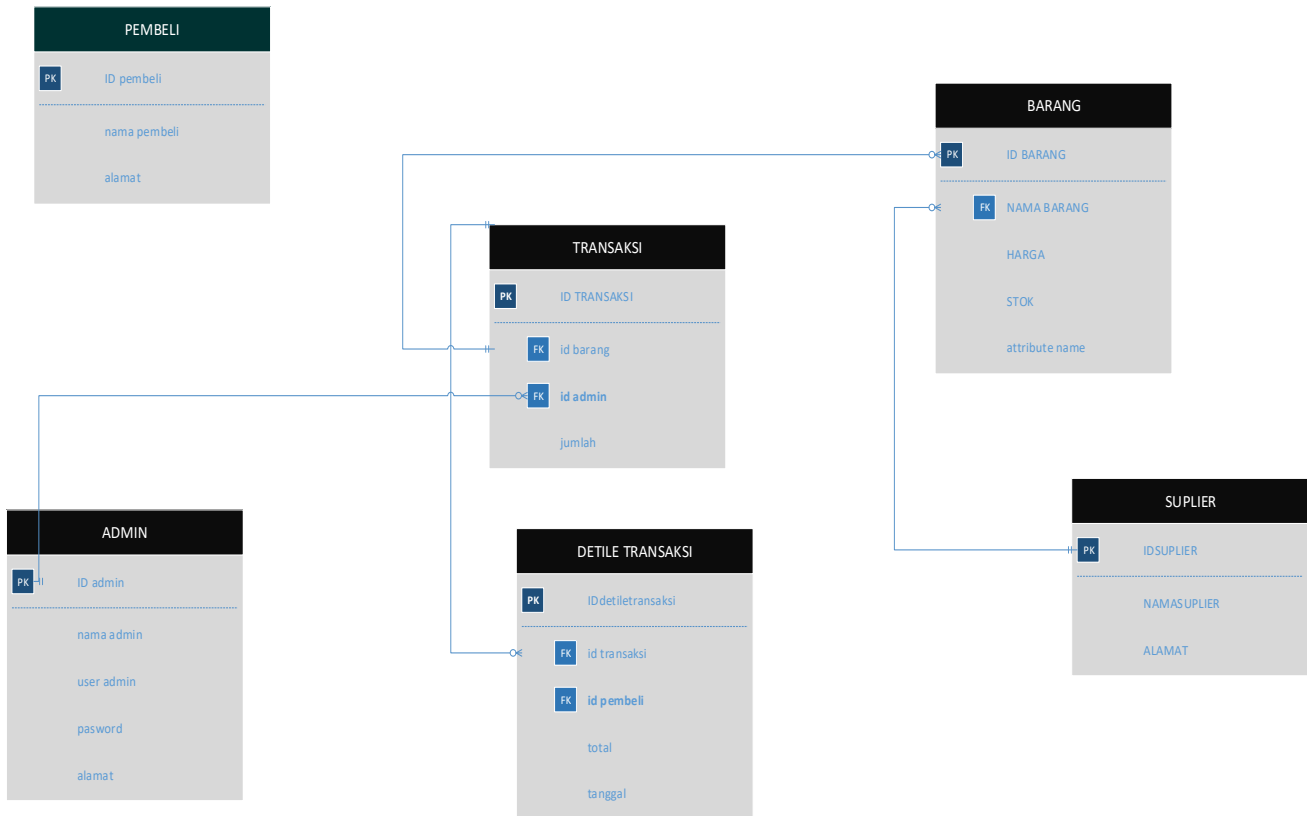 PEMBELI
PK ID pembeli
nama pembeli
alamat
BARANG
PK ID BARANG
FK NAMA BARANG
HARGA
STOK
attribute name
TRANSAKSI
PK ID TRANSAKSI
FK id barang
FK id admin
jumlah
ADMIN
PK ID admin
nama admin
user admin
pasword
alamat
DETILE TRANSAKSI
PK IDdetiletransaksi
FK id transaksi
FK id pembeli
total
tanggal
SUPLIER
PK IDSUPLIER
NAMASUPLIER
ALAMAT